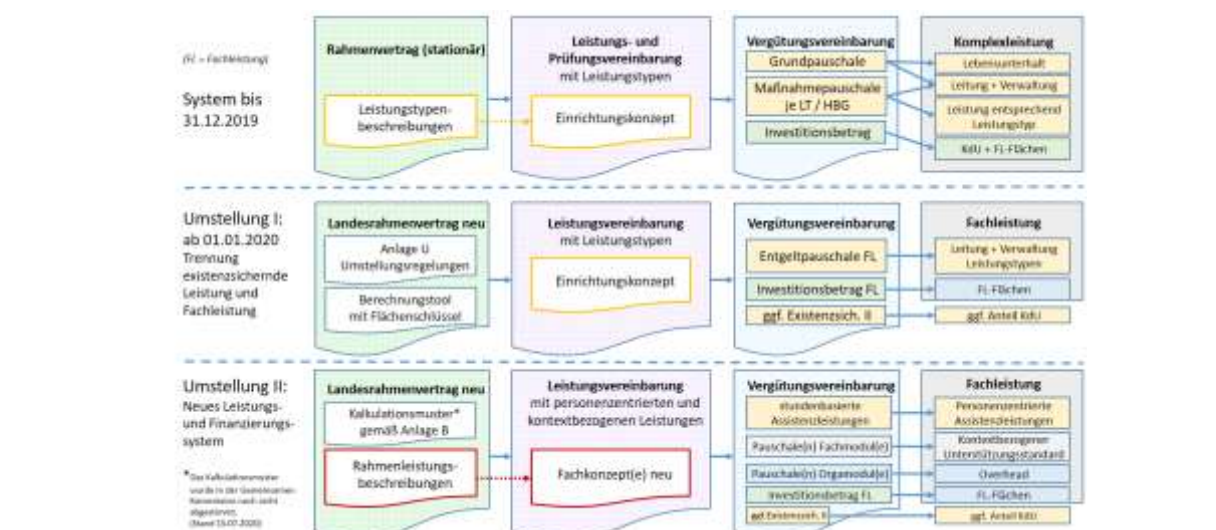 (FL = Fachleistung)
System bis
31.12.2019
Rahmenvertrag (stationär)
Leistungstypen-
beschreibungen
Leistungs- und
Prüfungsvereinbarung
mit Leistungstypen
Einrichtungskonzept
Vergütungsvereinbarung
Grundpauschale
Maßnahmepauschale
je LT / HBG
Investitionsbetrag
Komplexleistung
Lebensunterhalt
Leitung + Verwaltung
Leistung entsprechend
Leistungstyp
KdU + FL-Flächen
Umstellung I:
ab 01.01.2020
Trennung
existenzsichernde
Leistung und
Fachleistung
Landesrahmenvertrag neu
Anlage U
Umstellungsregelungen
Berechnungstool
mit Flächenschlüssel
Leistungsvereinbarung
mit Leistungstypen
Einrichtungskonzept
Vergütungsvereinbarung
Entgeltpauschale FL
Investitionsbetrag FL
ggf. Existenzsich. II
Fachleistung
Leitung + Verwaltung
Leistungstypen
FL-Flächen
ggf. Anteil KdU
Umstellung II:
Neues Leistungs-
und Finanzierungs-
system
* Das Kalkulationsmuster
wurde in der Gemeinsamen
Kommission noch nicht
abgestimmt.
(Stand 15.07.2020)
Landesrahmenvertrag neu
Kalkulationsmuster*
gemäß Anlage B
Rahmenleistungs-
beschreibungen
Leistungsvereinbarung
mit personenzentrierten und
kontextbezogenen Leistungen
Fachkonzept(e) neu
Vergütungsvereinbarung
stundenbasierte
Assistenzleistungen
Pauschale(n) Fachmodul(e)
Pauschale(n) Orgamodul(e)
Investitionsbetrag FL
ggf. Existenzsich. II
Fachleistung
Personenzentrierte
Assistenzleistungen
Kontextbezogener
Unterstützungsstandard
Overhead
FL-Flächen
ggf. Anteil KdU